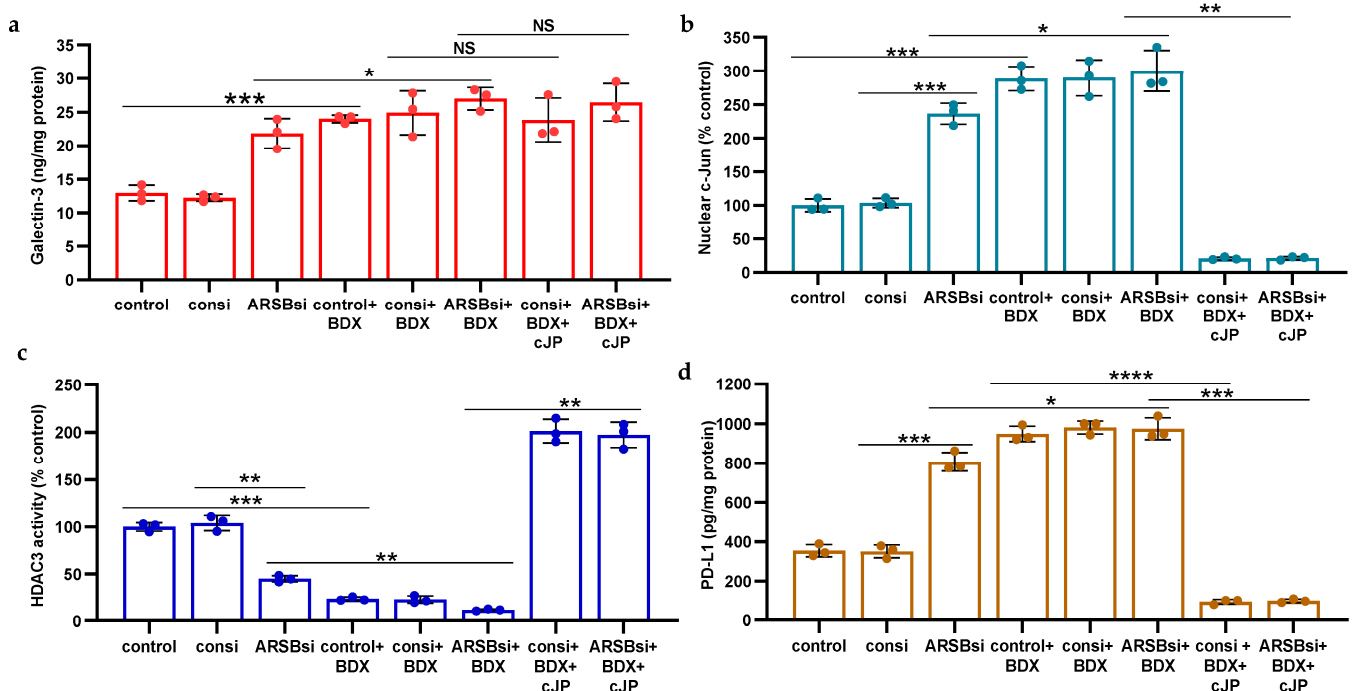 a
NS
NS
*
***
Galectin-3 (ng/mg protein)
35
30
25
20
15
10
5
0
control consi ARSBsi control+ consi+ ARSBsi+ consi+ ARSBsi+
BDX BDX BDX BDX+ BDX+
cJP cJP
b
**
*
***
***
Nuclear c-Jun (% control)
350
300
250
200
150
100
50
0
control consi ARSBsi control+ consi+ ARSBsi+ consi+ ARSBsi+
BDX BDX BDX BDX+ BDX+
cJP cJP
c
**
**
***
**
HDAC3 activity (% control)
250
200
150
100
50
0
control consi ARSBsi control+ consi+ ARSBsi+ consi+ ARSBsi+
BDX BDX BDX BDX+ BDX+
cJP cJP
d
****
*
***
***
PD-L1 (pg/mg protein)
1200
1000
800
600
400
200
0
control consi ARSBsi control+ consi+ ARSBsi+ consi + ARSBsi+
BDX BDX BDX BDX+ BDX+
cJP cJP